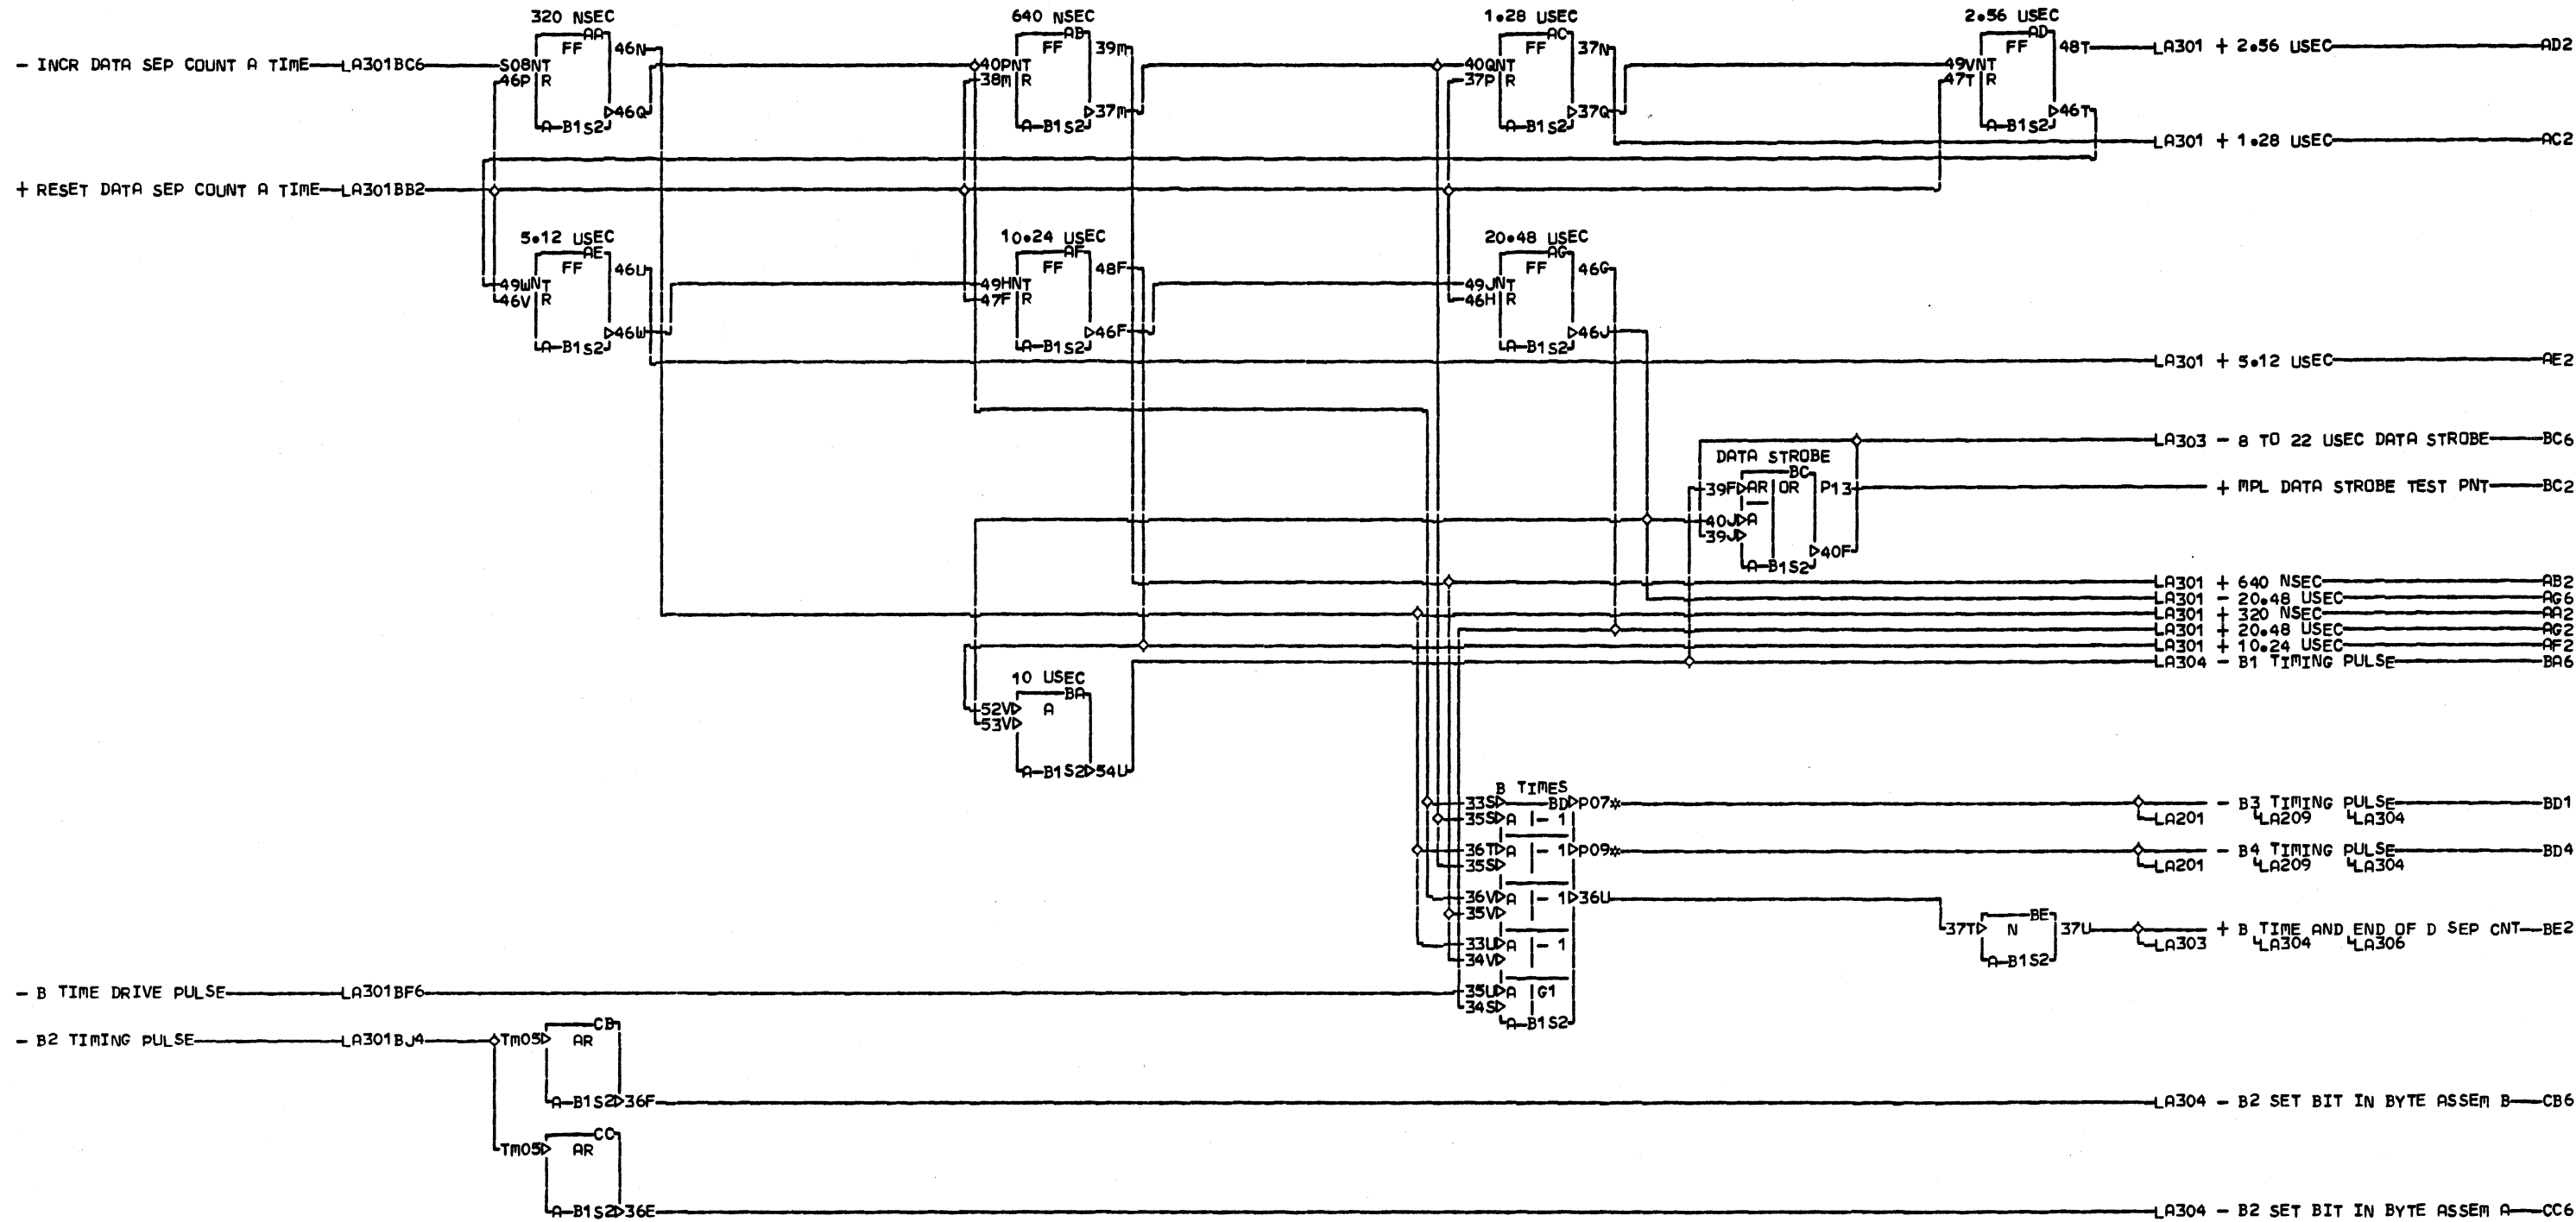 320 NSEC 640 NSEC 1.28 USEC 2.56 USEC
AA AB AC AD
FF 46N FF 39M FF 37N FF 48T LA301 + 2.56 USEC AD2
- INCR DATA SEP COUNT A TIME LA301BC6 S08NT 40PNT 40QNT 49VNT
46P R 38M R 37P R 47T R
46Q 37M 37Q 46T
A B1S2 A B1S2 A B1S2 A B1S2
LA301 + 1.28 USEC AC2
+ RESET DATA SEP COUNT A TIME LA301BB2
5.12 USEC 10.24 USEC 20.48 USEC
AE AF AG
FF 46U FF 48F FF 46G
49WNT 49HNT 49JNT
46V R 47F R 46H R
46W 46F 46J
A B1S2 A B1S2 A B1S2
LA301 + 5.12 USEC AE2
LA303 - 8 TO 22 USEC DATA STROBE BC6
DATA STROBE
BC
39F AR OR P13 + MPL DATA STROBE TEST PNT BC2
40J A
39J
40F
A B1S2
LA301 + 640 NSEC AB2
LA301 - 20.48 USEC AG6
LA301 + 320 NSEC AA2
LA301 + 20.48 USEC AG2
LA301 + 10.24 USEC AF2
LA304 - B1 TIMING PULSE BA6
10 USEC
BA
52V A
53V
A B1S2 54U
B TIMES
33S BD P07* - B3 TIMING PULSE BD1
35S A - 1 LA201 LA209 LA304
36T A - 1 P09* - B4 TIMING PULSE BD4
35S LA201 LA209 LA304
36V A - 1 36U
35V
BE
37T N 37U + B TIME AND END OF D SEP CNT BE2
33U A - 1 LA303 LA304 LA306
34V
A B1S2
- B TIME DRIVE PULSE LA301BF6 35U A G1
34S
A B1S2
CB
- B2 TIMING PULSE LA301BJ4 TM05 AR
A B1S2 36F LA304 - B2 SET BIT IN BYTE ASSEM B CB6
CC
TM05 AR
A B1S2 36E LA304 - B2 SET BIT IN BYTE ASSEM A CC6